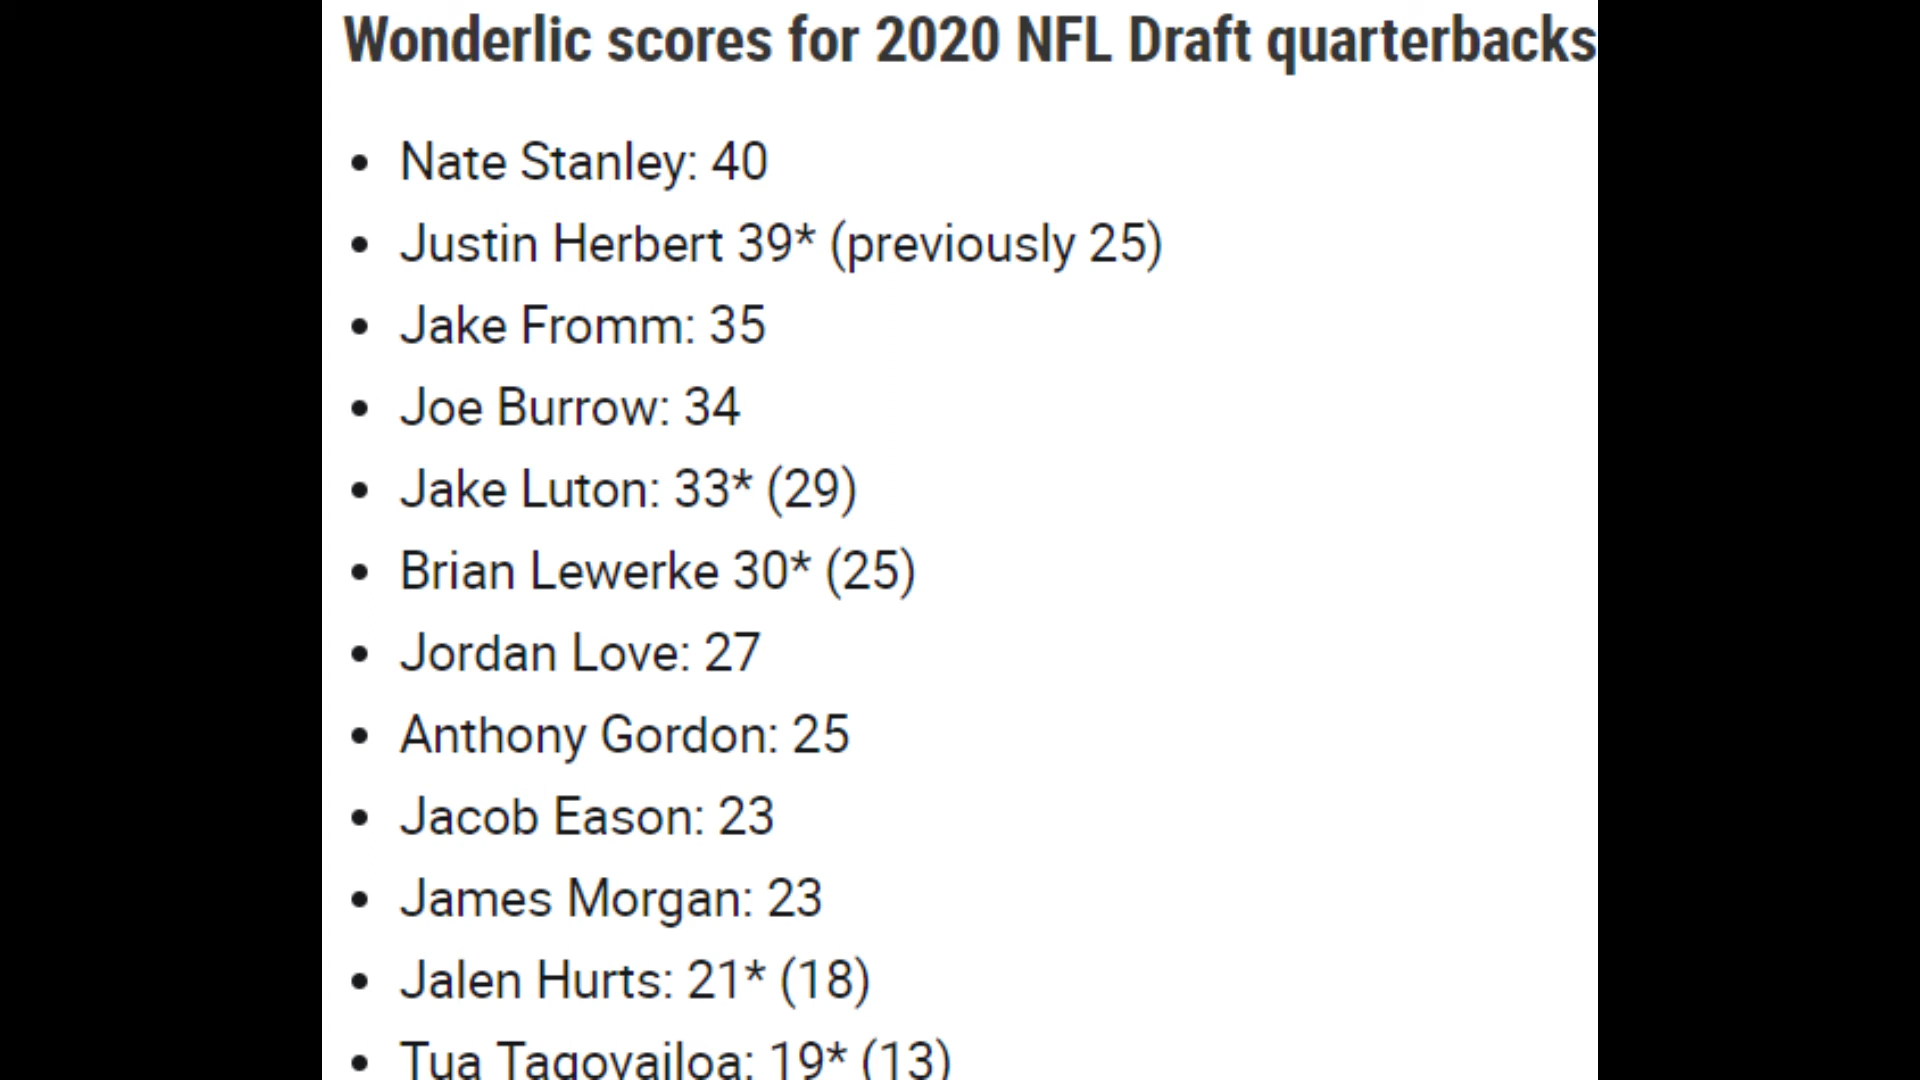 Wonderlic scores for 2020 NFL Draft quarterbacks
• Nate Stanley: 40
• Justin Herbert 39* (previously 25)
• Jake Fromm: 35
• Joe Burrow: 34
• Jake Luton: 33* (29)
• Brian Lewerke 30* (25)
• Jordan Love: 27
• Anthony Gordon: 25
• Jacob Eason: 23
• James Morgan: 23
• Jalen Hurts: 21* (18)
• Tua Tagovailoa: 19* (13)